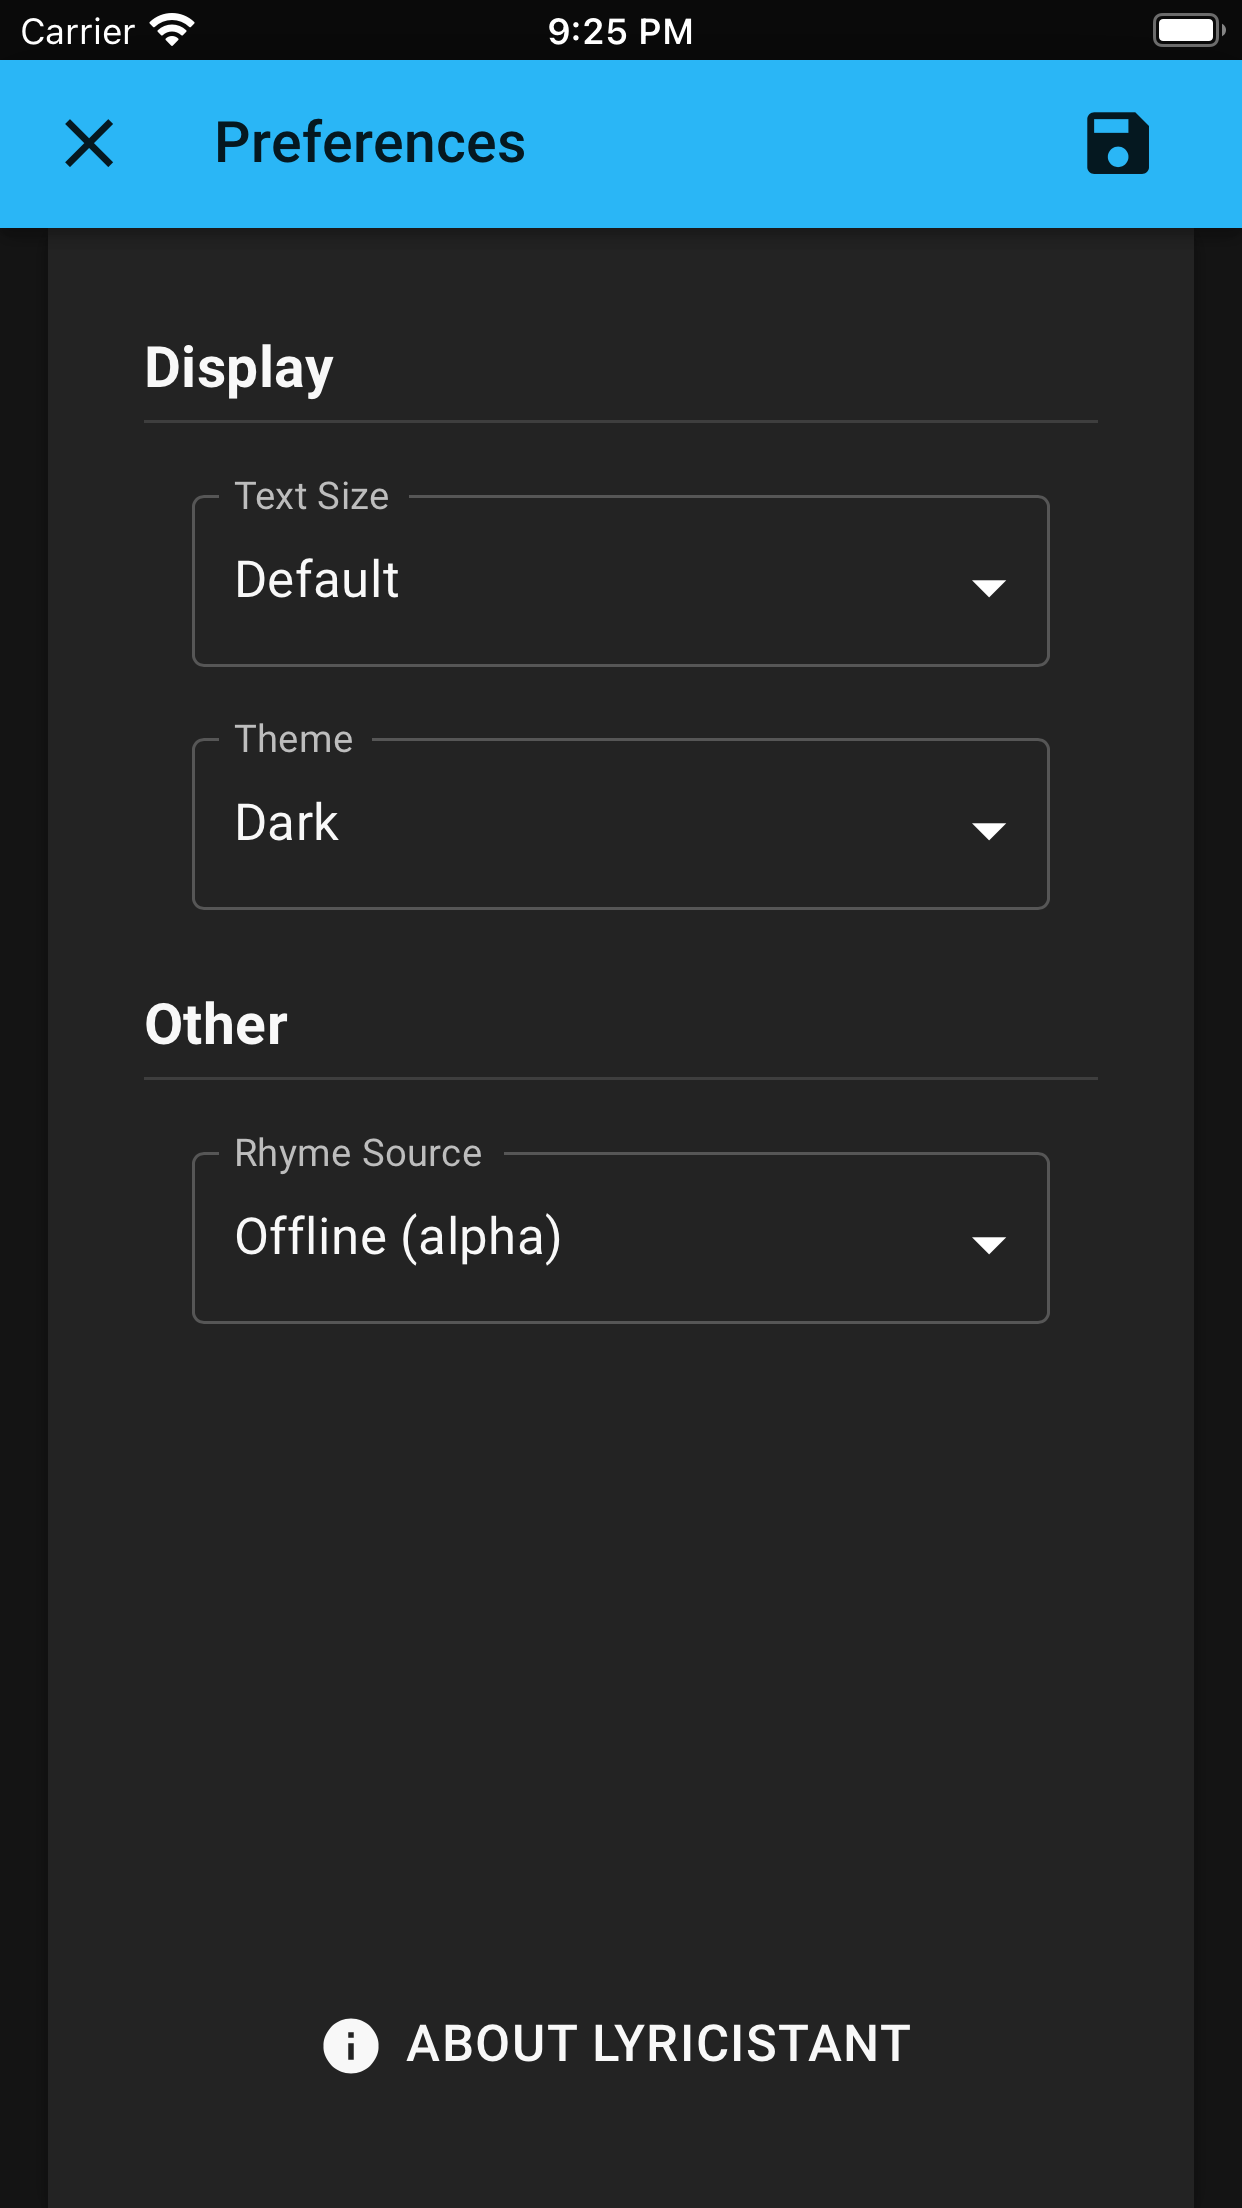 Carrier 9:25 PM
Preferences
Display
Text Size
Default
Theme
Dark
Other
Rhyme Source
Offline (alpha)
ABOUT LYRICISTANT